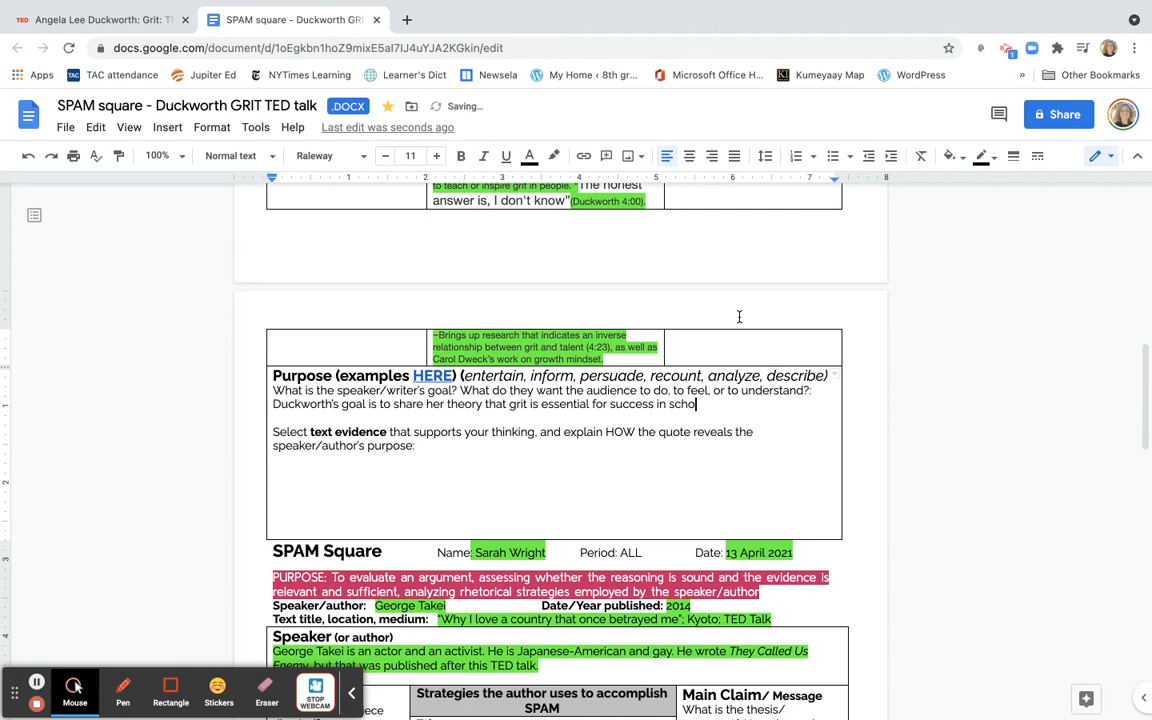 Angela Lee Duckworth: Grit: T
SPAM square - Duckworth GRI
docs.google.com/document/d/1oEgkbn1hoZ9mixE5al7IJ4uYJA2KGkin/edit
Apps
TAC attendance
Jupiter Ed
NYTimes Learning
Learner's Dict
Newsela
My Home ‹ 8th gr...
Microsoft Office H...
Kumeyaay Map
WordPress
»
Other Bookmarks
SPAM square - Duckworth GRIT TED talk
.DOCX
Saving...
Share
File Edit View Insert Format Tools Help
Last edit was seconds ago
100% Normal text Raleway 11
1 2 3 4 5 6 7 8
to teach or inspire grit in people. "The honest
answer is, I don't know" (Duckworth 4:00).
~Brings up research that indicates an inverse
relationship between grit and talent (4:23), as well as
Carol Dweck's work on growth mindset.
Purpose (examples HERE) (entertain, inform, persuade, recount, analyze, describe)
What is the speaker/writer's goal? What do they want the audience to do, to feel, or to understand?:
Duckworth's goal is to share her theory that grit is essential for success in scho
Select text evidence that supports your thinking, and explain HOW the quote reveals the
speaker/author's purpose:
SPAM Square
Name: Sarah Wright
Period: ALL
Date: 13 April 2021
PURPOSE: To evaluate an argument, assessing whether the reasoning is sound and the evidence is
relevant and sufficient, analyzing rhetorical strategies employed by the speaker/author
Speaker/author: George Takei
Date/Year published: 2014
Text title, location, medium: "Why I love a country that once betrayed me"; Kyoto; TED Talk
Speaker (or author)
George Takei is an actor and an activist. He is Japanese-American and gay. He wrote They Called Us
Enemy, but that was published after this TED talk.
Strategies the author uses to accomplish
SPAM
Main Claim/ Message
What is the thesis/
Mouse
Pen
Rectangle
Stickers
Eraser
STOP
WEBCAM